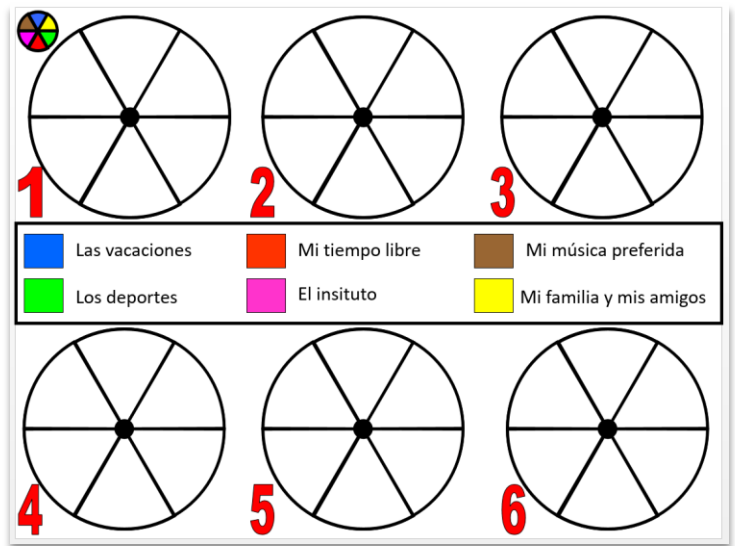 1
2
3
Las vacaciones
Mi tiempo libre
Mi música preferida
Los deportes
El insituto
Mi familia y mis amigos
4
5
6